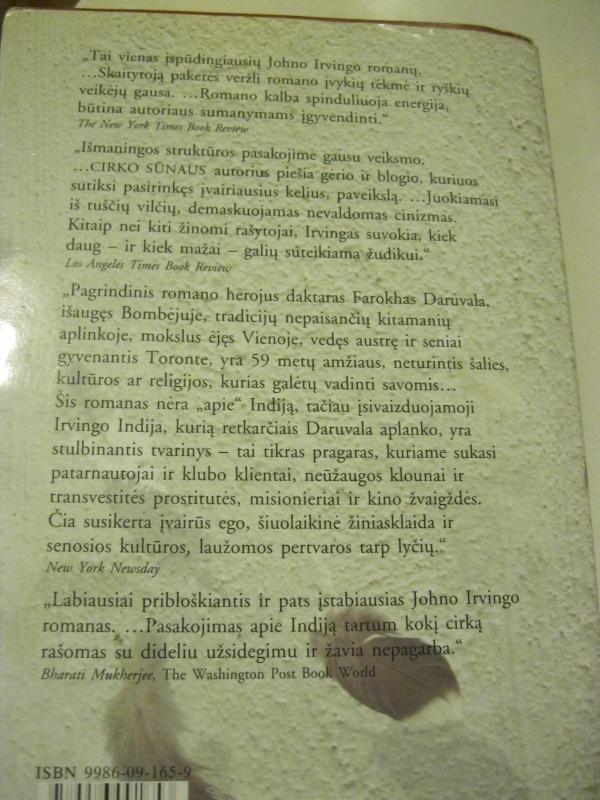 „Tai vienas įspūdingiausių Johno Irvingo romanų.
…Skaitytoją pakerės veržli romano įvykių tėkmė ir ryškių
veikėjų gausa. …Romano kalba spinduliuoja energija,
būtina autoriaus sumanymams įgyvendinti.“
The New York Times Book Review
„Išmaningos struktūros pasakojime gausu veiksmo.
…CIRKO SŪNAUS autorius piešia gėrio ir blogio, kuriuos
sutiksi pasirinkęs įvairiausius kelius, paveikslą. …Juokiamasi
iš tuščių vilčių, demaskuojamas nevaldomas cinizmas.
Kitaip nei kiti žinomi rašytojai, Irvingas suvokia, kiek
daug – ir kiek mažai – galių suteikiama žudikui.“
Los Angeles Times Book Review
„Pagrindinis romano herojus daktaras Farokhas Daruvala,
išaugęs Bombėjuje, tradicijų nepaisančių kitamanių
aplinkoje, mokslus ėjęs Vienoje, vedęs austrę ir seniai
gyvenantis Toronte, yra 59 metų amžiaus, neturintis šalies,
kultūros ar religijos, kurias galėtų vadinti savomis…
Šis romanas nėra „apie“ Indiją, tačiau įsivaizduojamoji
Irvingo Indija, kurią retkarčiais Daruvala aplanko, yra
stulbinantis tvarinys – tai tikras pragaras, kuriame sukasi
patarnautojai ir klubo klientai, neūžaugos klounai ir
transvestitės prostitutės, misionieriai ir kino žvaigždės.
Čia susikerta įvairūs ego, šiuolaikinė žiniasklaida ir
senosios kultūros, laužomos pertvaros tarp lyčių.“
New York Newsday
„Labiausiai pribloškiantis ir pats įstabiausias Johno Irvingo
romanas. …Pasakojimas apie Indiją tartum kokį cirką
rašomas su dideliu užsidegimu ir žavia nepagarba.“
Bharati Mukherjee, The Washington Post Book World
ISBN 9986-09-165-9